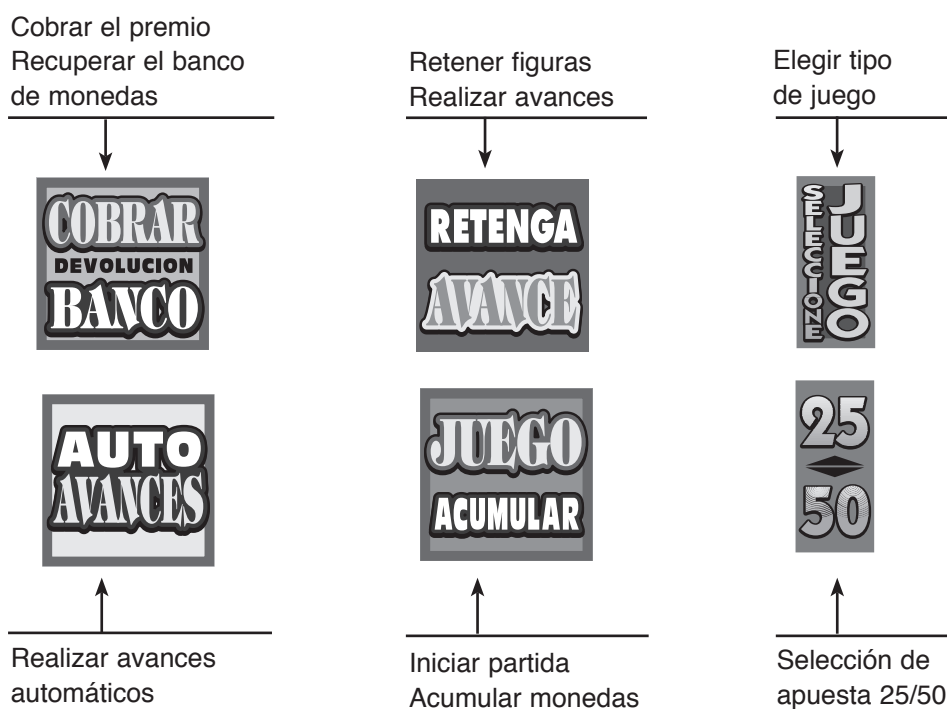 Cobrar el premio
Recuperar el banco
de monedas
Retener figuras
Realizar avances
Elegir tipo
de juego
COBRAR
DEVOLUCION
BANCO
RETENGA
AVANCE
SELECCIONE
JUEGO
AUTO
AVANCES
JUEGO
ACUMULAR
25
50
Realizar avances
automáticos
Iniciar partida
Acumular monedas
Selección de
apuesta 25/50